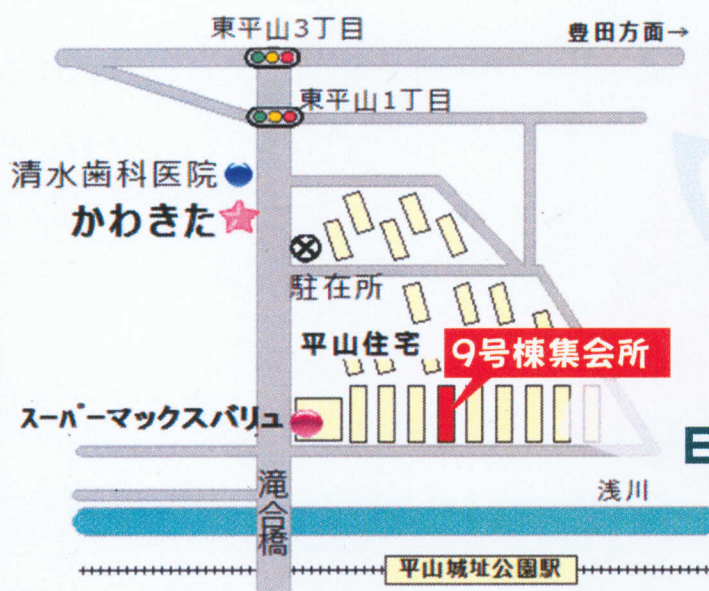 東平山3丁目
豊田方面→
東平山1丁目
清水歯科医院
かわきた
駐在所
平山住宅
9号棟集会所
スーパーマックスバリュ
滝合橋
浅川
平山城址公園駅